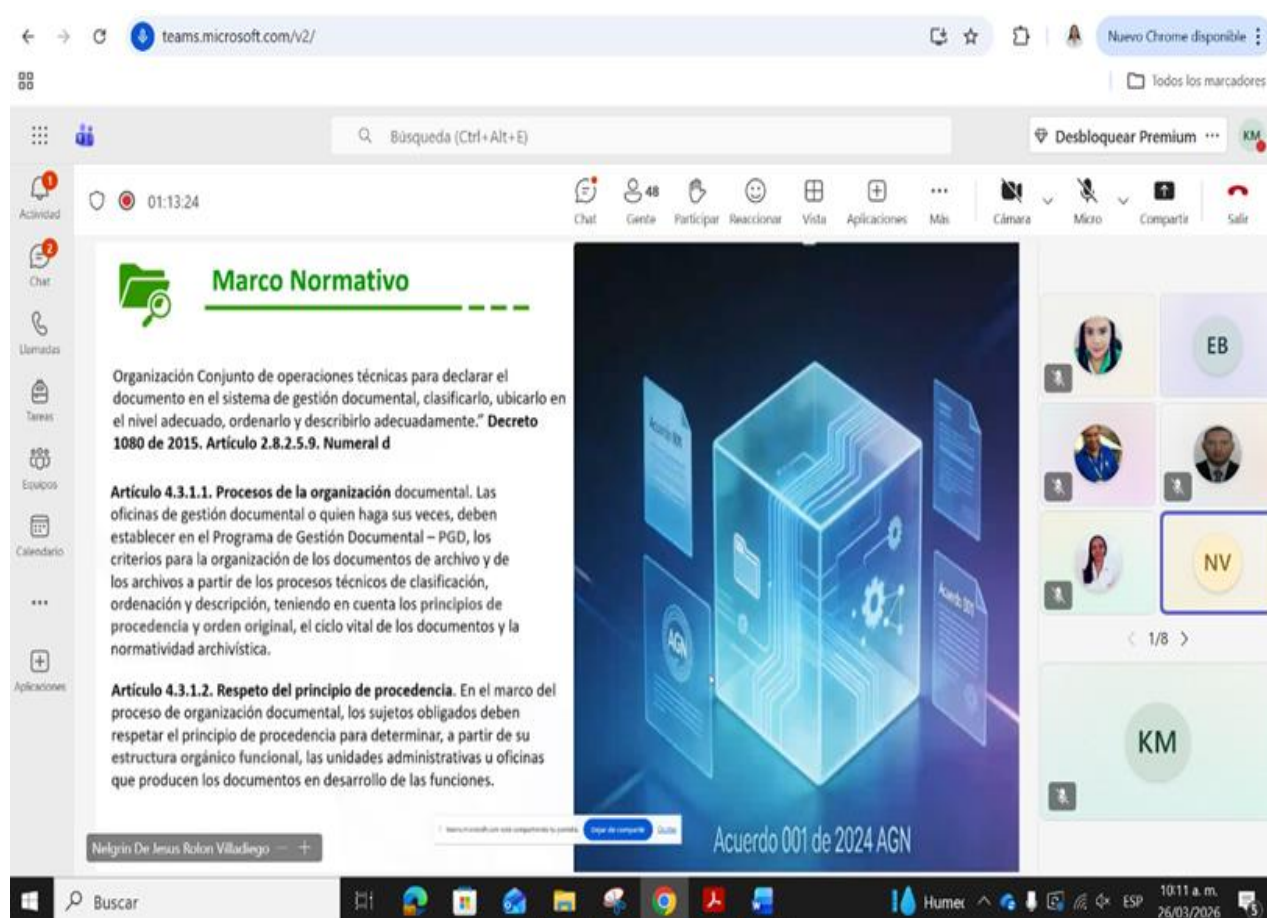 teams.microsoft.com/v2/
Nuevo Chrome disponible
Todos los marcadores
Búsqueda (Ctrl+Alt+E)
Desbloquear Premium
KM
Actividad
1
01:13:24
Chat
48
Gente
Participar
Reaccionar
Vista
Aplicaciones
Más
Cámara
Micro
Compartir
Salir
2
Chat
Llamadas
Tareas
Equipos
Calendario
Aplicaciones
Marco Normativo
Organización Conjunto de operaciones técnicas para declarar el
documento en el sistema de gestión documental, clasificarlo, ubicarlo en
el nivel adecuado, ordenarlo y describirlo adecuadamente.” Decreto
1080 de 2015. Artículo 2.8.2.5.9. Numeral d
Artículo 4.3.1.1. Procesos de la organización documental. Las
oficinas de gestión documental o quien haga sus veces, deben
establecer en el Programa de Gestión Documental – PGD, los
criterios para la organización de los documentos de archivo y de
los archivos a partir de los procesos técnicos de clasificación,
ordenación y descripción, teniendo en cuenta los principios de
procedencia y orden original, el ciclo vital de los documentos y la
normatividad archivística.
Artículo 4.3.1.2. Respeto del principio de procedencia. En el marco del
proceso de organización documental, los sujetos obligados deben
respetar el principio de procedencia para determinar, a partir de su
estructura orgánico funcional, las unidades administrativas u oficinas
que producen los documentos en desarrollo de las funciones.
Acuerdo 001
AGN
Acuerdo 001
Acuerdo 001 de 2024 AGN
Dejar de compartir
Nelgrin De Jesus Rolon Villadiego
EB
NV
1/8
KM
Buscar
ESP
10:11 a. m.
26/03/2026
5